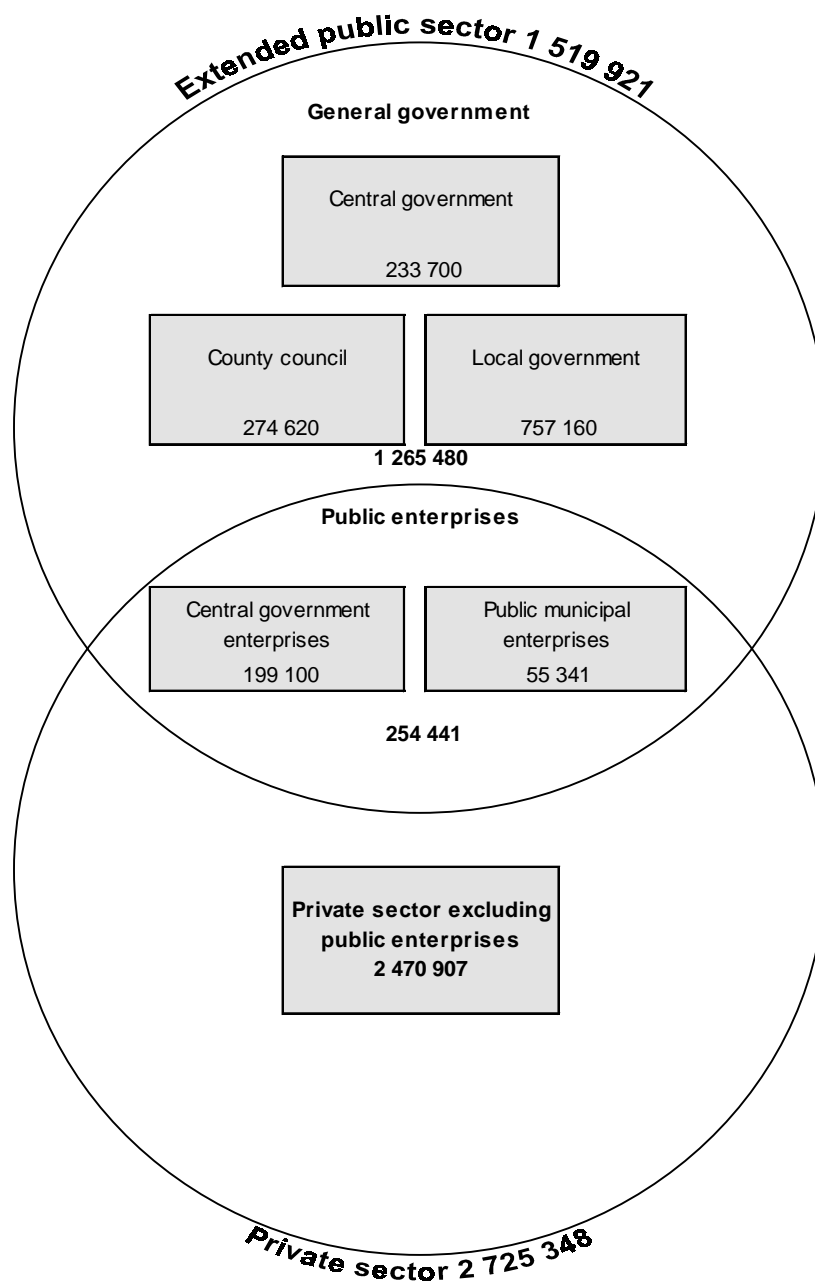 Extended public sector 1 519 921
General government
Central government
233 700
County council
274 620
Local government
757 160
1 265 480
Public enterprises
Central government
enterprises
199 100
Public municipal
enterprises
55 341
254 441
Private sector excluding
public enterprises
2 470 907
Private sector 2 725 348